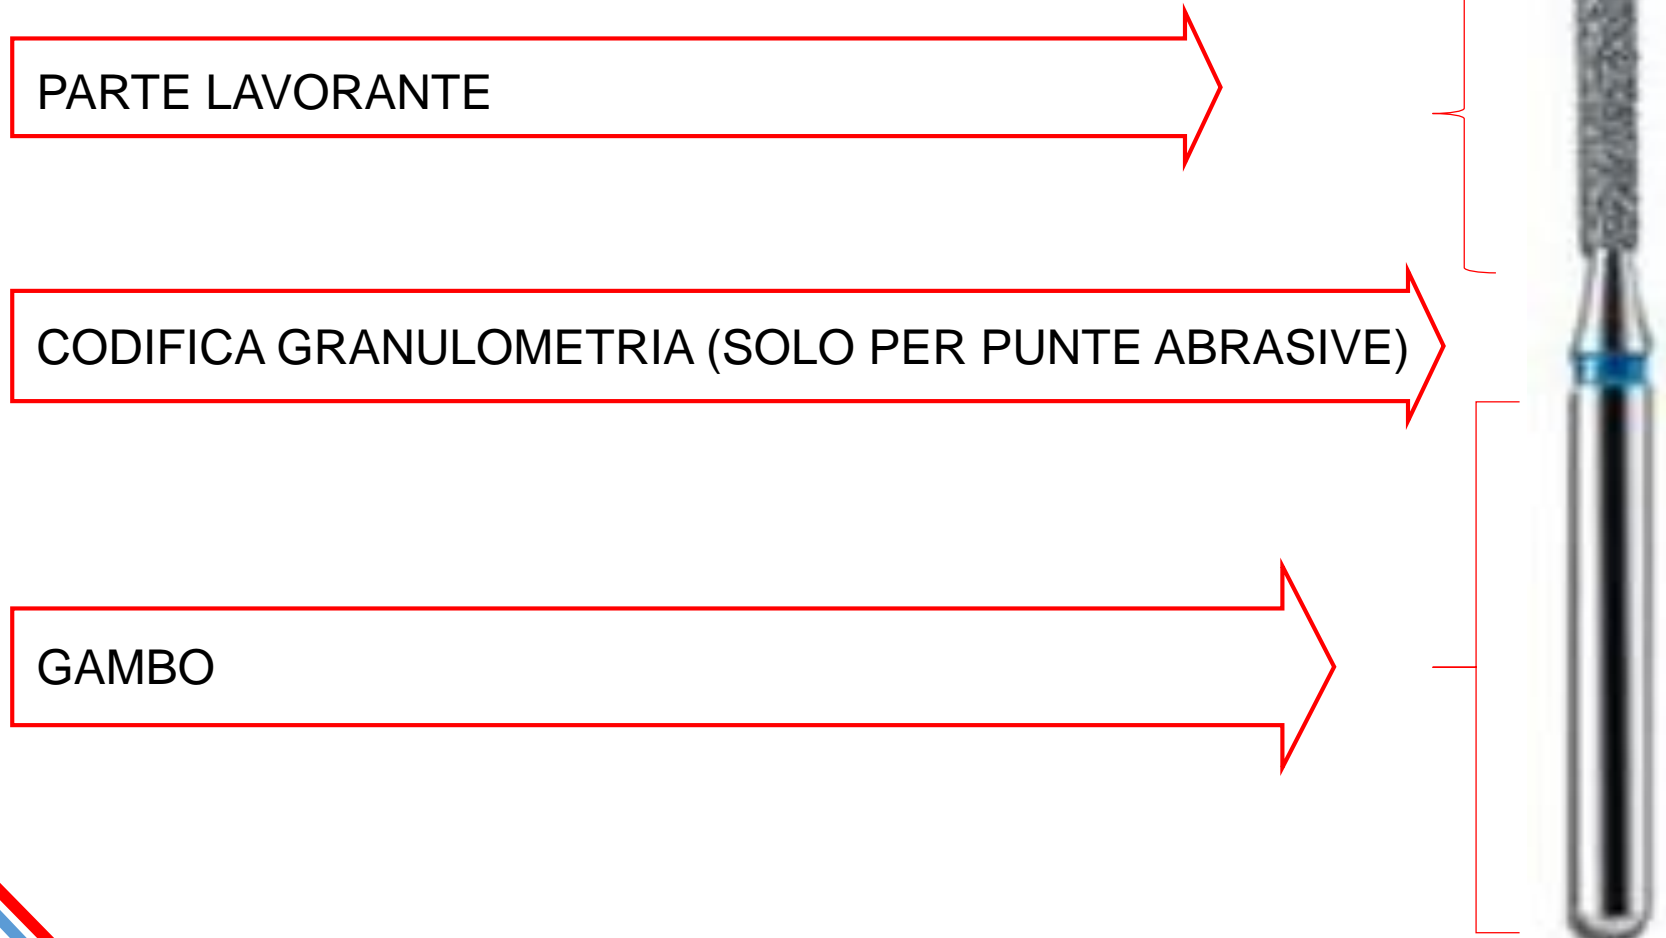 PARTE LAVORANTE
CODIFICA GRANULOMETRIA (SOLO PER PUNTE ABRASIVE)
GAMBO